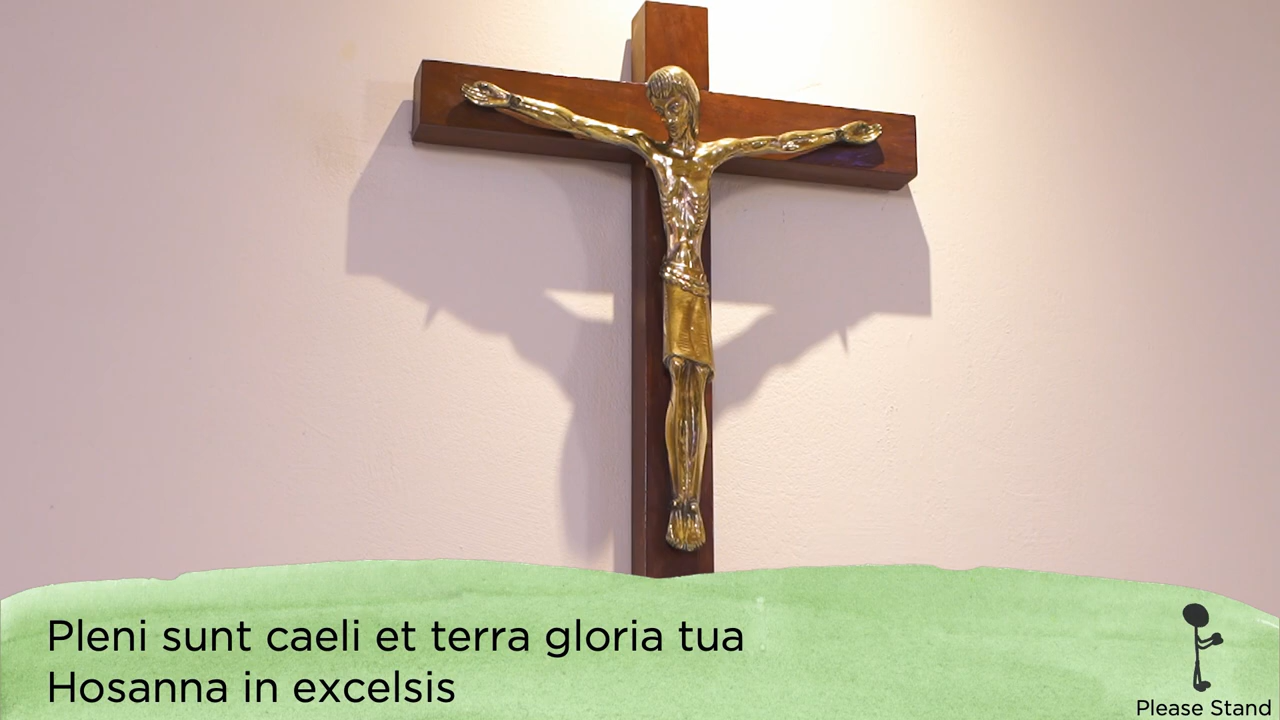 Pleni sunt caeli et terra gloria tua
Hosanna in excelsis
Please Stand